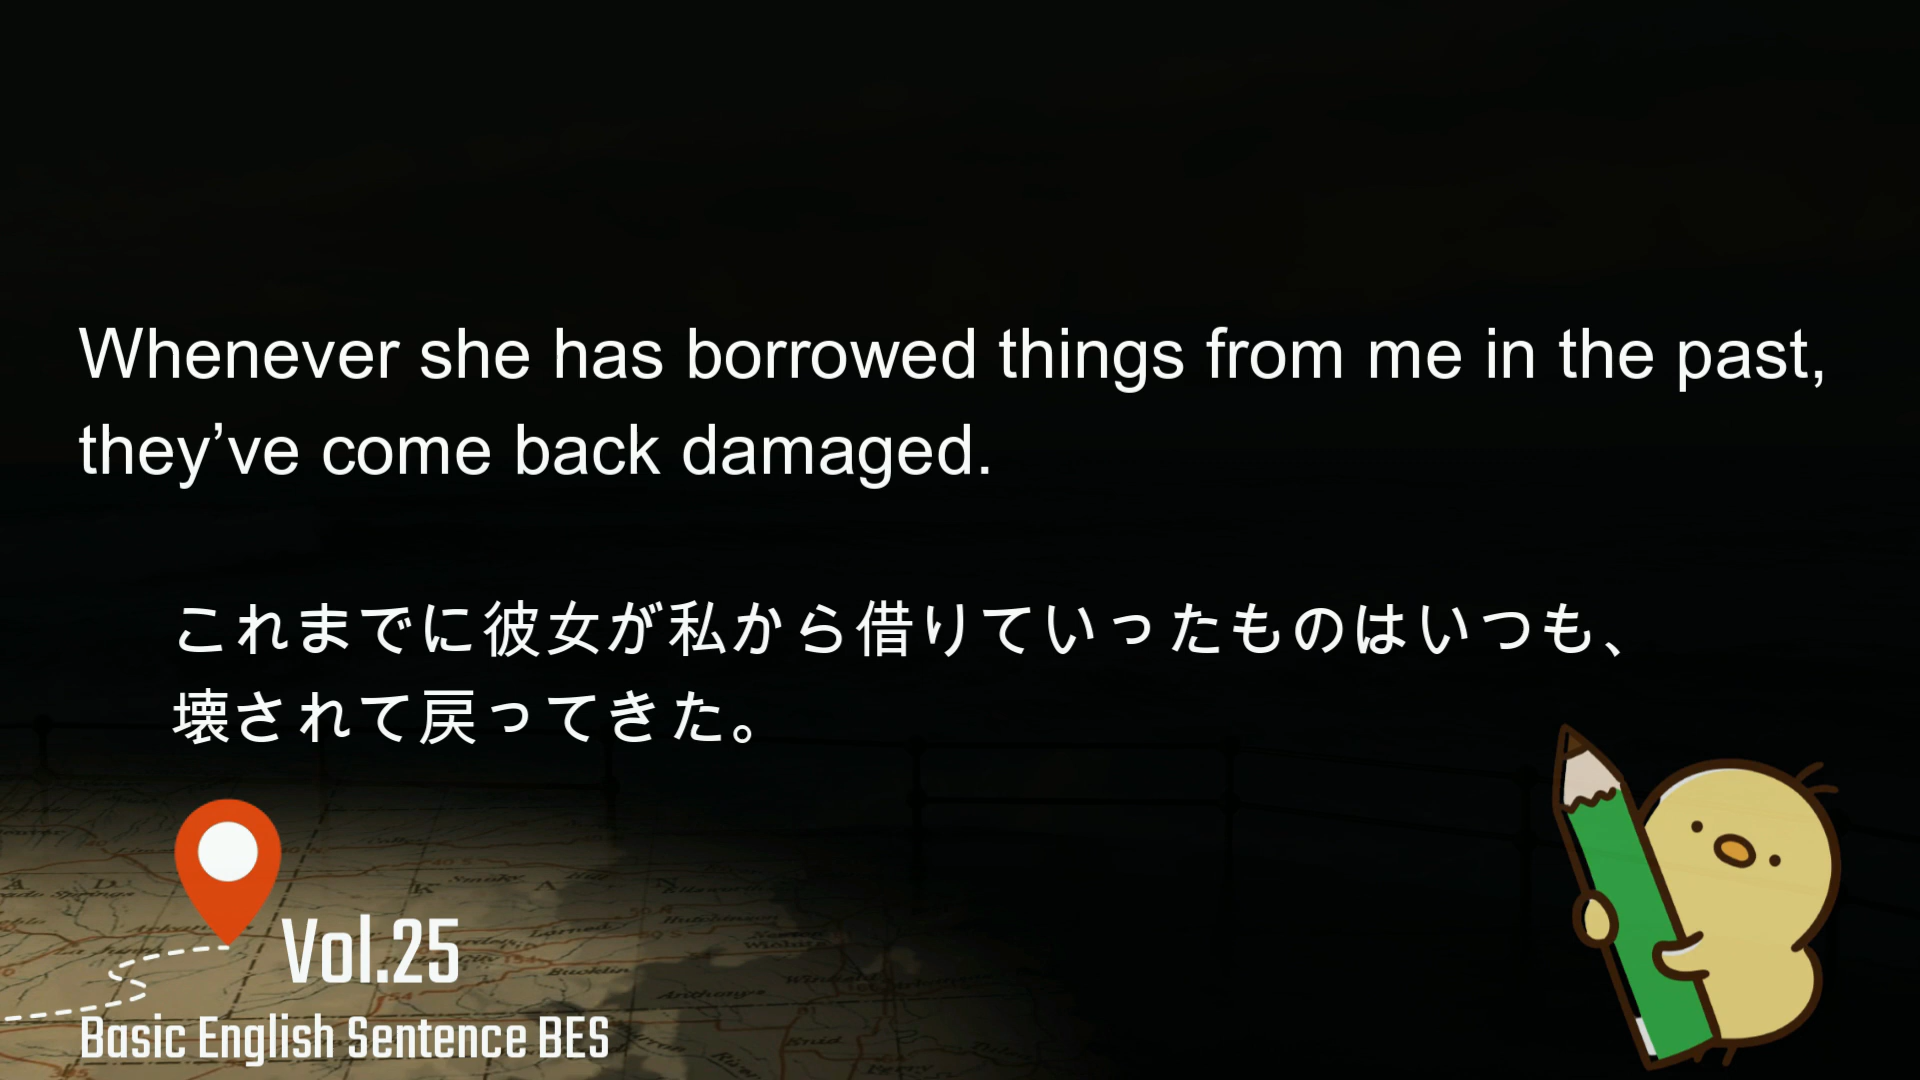 Whenever she has borrowed things from me in the past,
they’ve come back damaged.
これまでに彼女が私から借りていったものはいつも、
壊されて戻ってきた。
Vol.25
Basic English Sentence BES